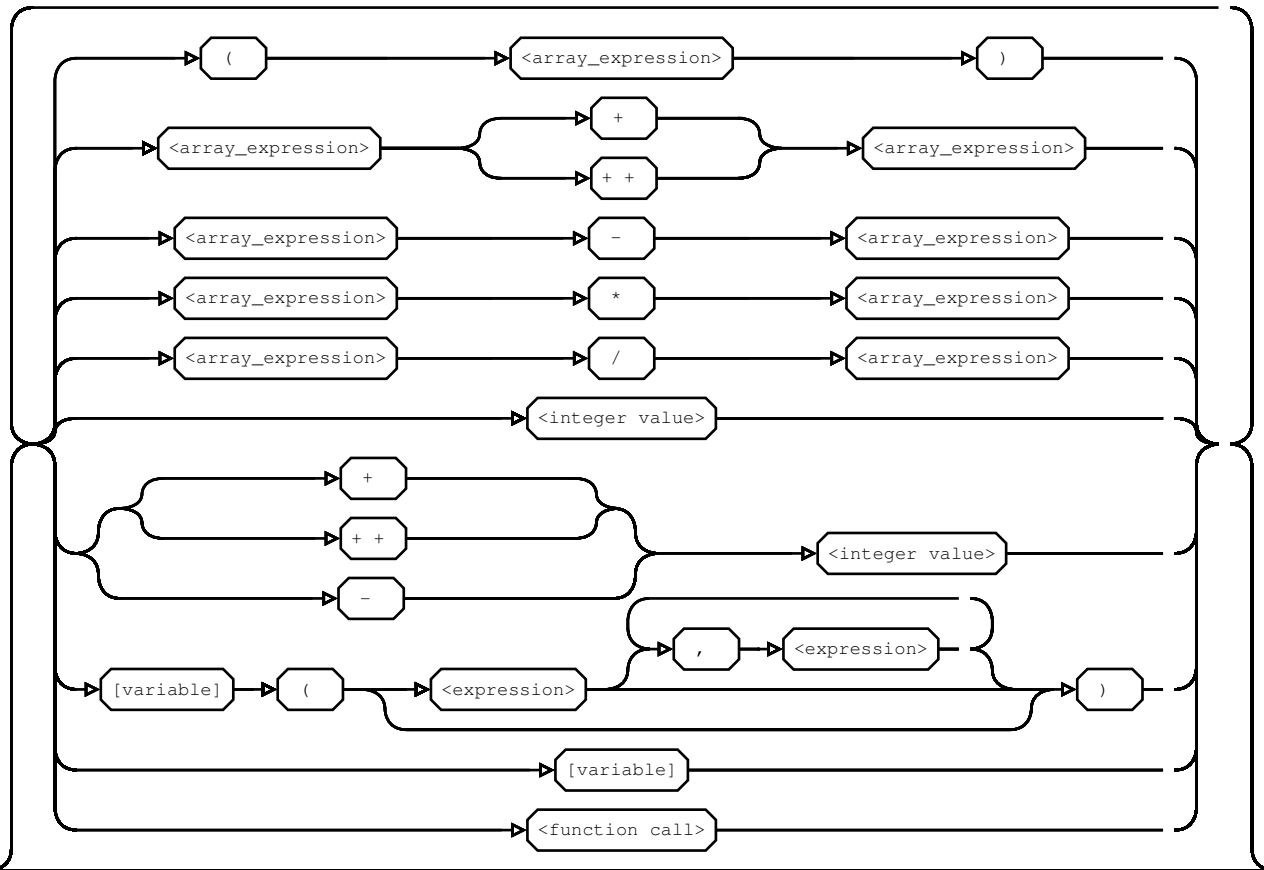 ( <array_expression> )
+
<array_expression> <array_expression>
+ +
<array_expression> - <array_expression>
<array_expression> * <array_expression>
<array_expression> / <array_expression>
<integer value>
+
+ +
<integer value>
-
, <expression>
[variable] ( <expression> )
[variable]
<function call>